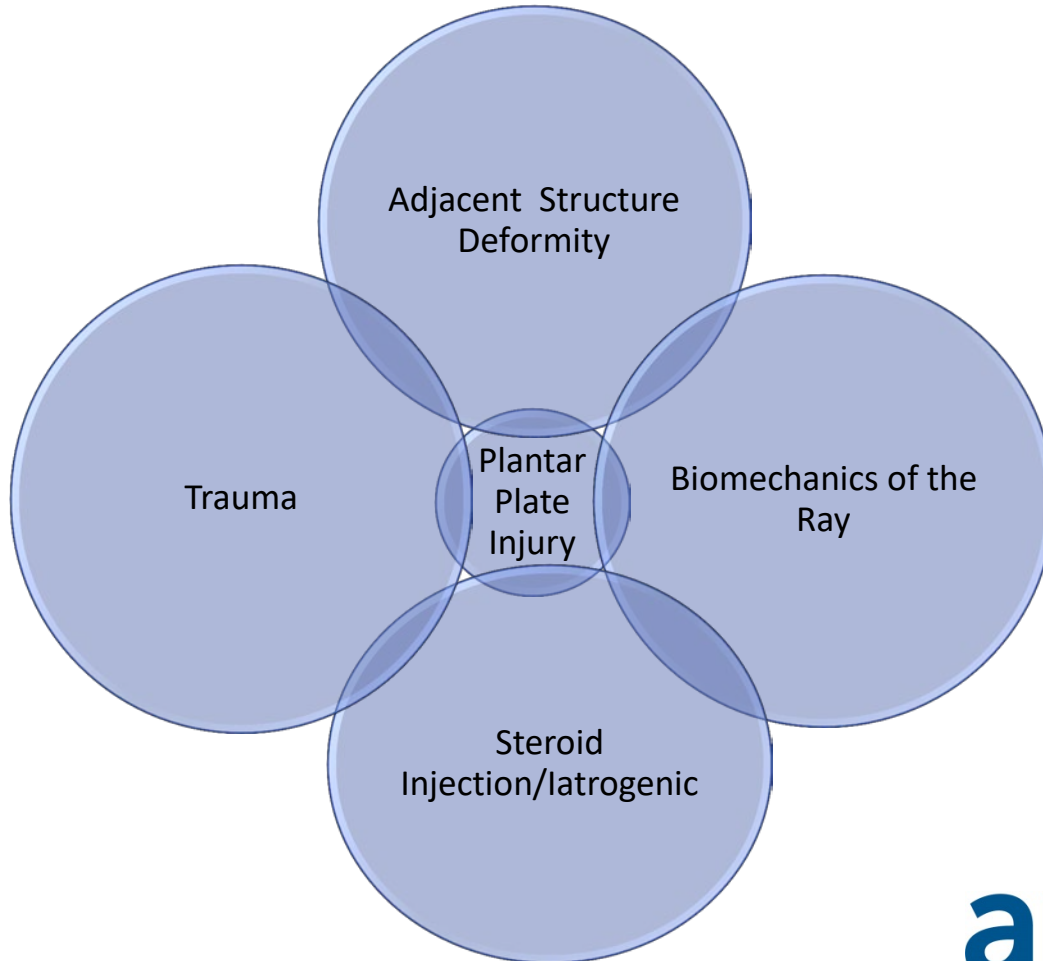 Adjacent  Structure
Deformity
Trauma
Plantar
Plate
Injury
Biomechanics of the
Ray
Steroid
Injection/Iatrogenic
a